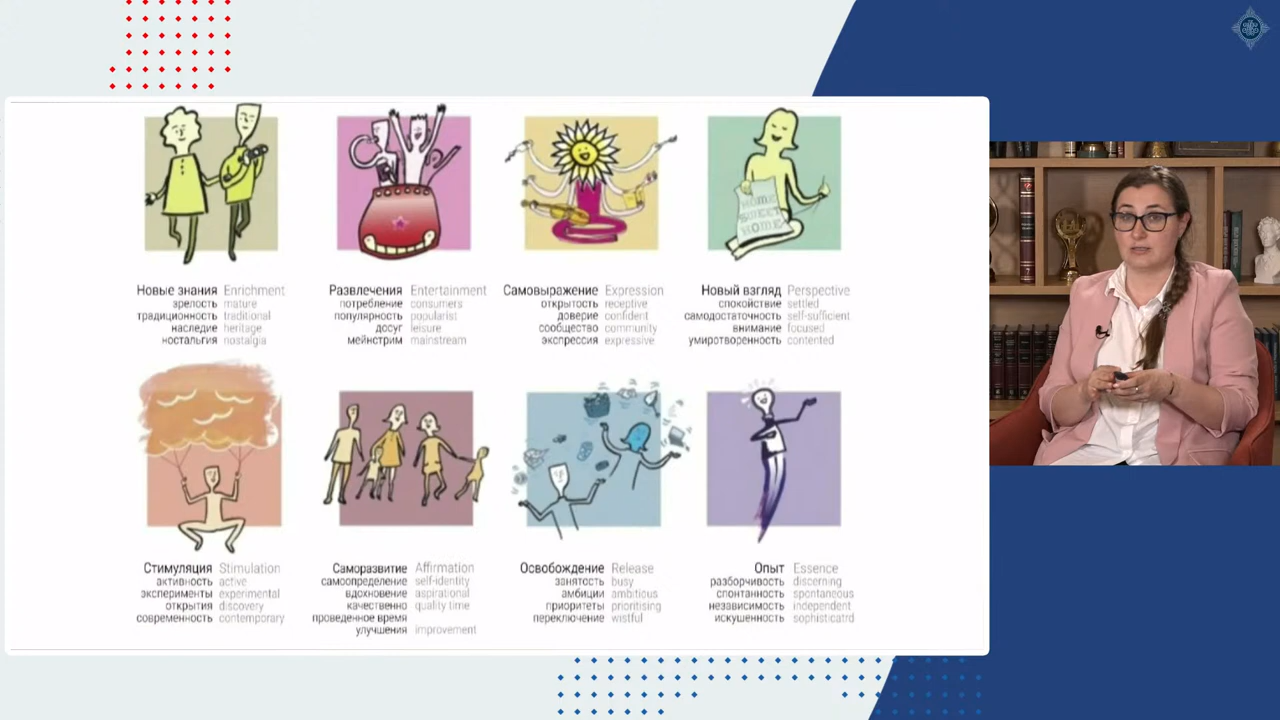 Новые знания Enrichment
зрелость mature
традиционность traditional
наследие heritage
ностальгия nostalgia
Развлечения Entertainment
потребление consumers
популярность popularist
досуг leisure
мейнстрим mainstream
Самовыражение Expression
открытость receptive
доверие confident
сообщество community
экспрессия expressive
HOME
SWEET
HOME
Новый взгляд Perspective
спокойствие settled
самодостаточность self-sufficient
внимание focused
умиротворенность contented
Стимуляция Stimulation
активность active
эксперименты experimental
открытия discovery
современность contemporary
Саморазвитие Affirmation
самоопределение self-identity
вдохновение aspirational
качественно quality time
проведенное время
улучшения improvement
Освобождение Release
занятость busy
амбиции ambitious
приоритеты prioritising
переключение wistful
Опыт Essence
разборчивость discerning
спонтанность spontaneous
независимость independent
искушенность sophisticatrd